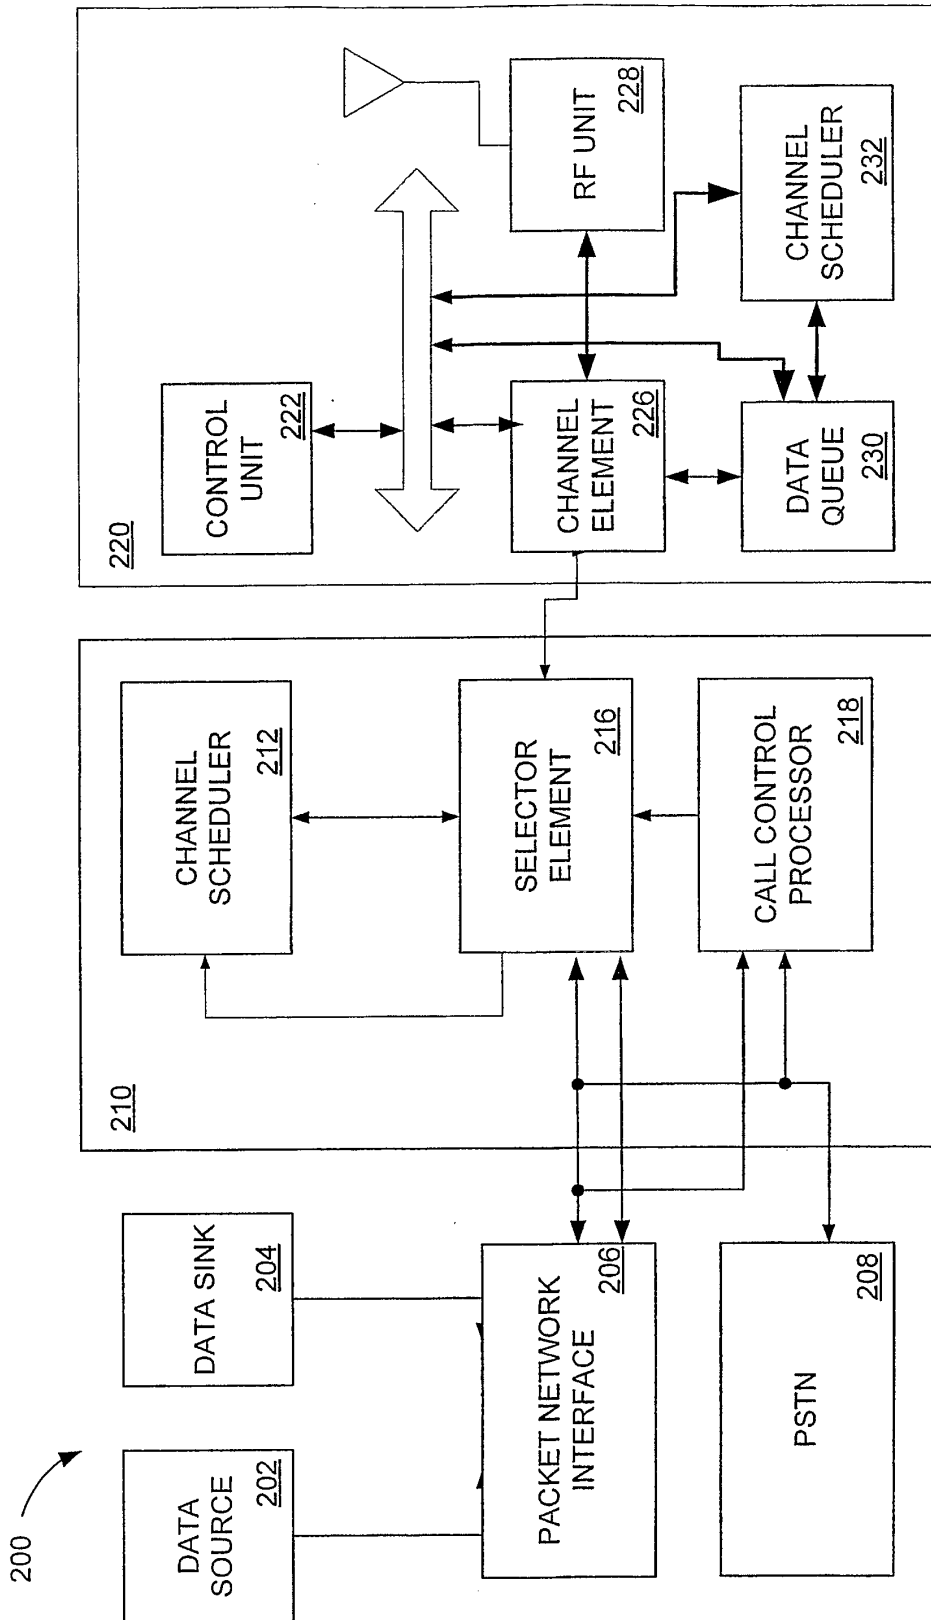 200
DATA
SOURCE
202
DATA SINK
204
PACKET NETWORK
INTERFACE
206
PSTN
208
210
CHANNEL
SCHEDULER
212
SELECTOR
ELEMENT
216
CALL CONTROL
PROCESSOR
218
220
CONTROL
UNIT
222
CHANNEL
ELEMENT
226
RF UNIT
228
DATA
QUEUE
230
CHANNEL
SCHEDULER
232